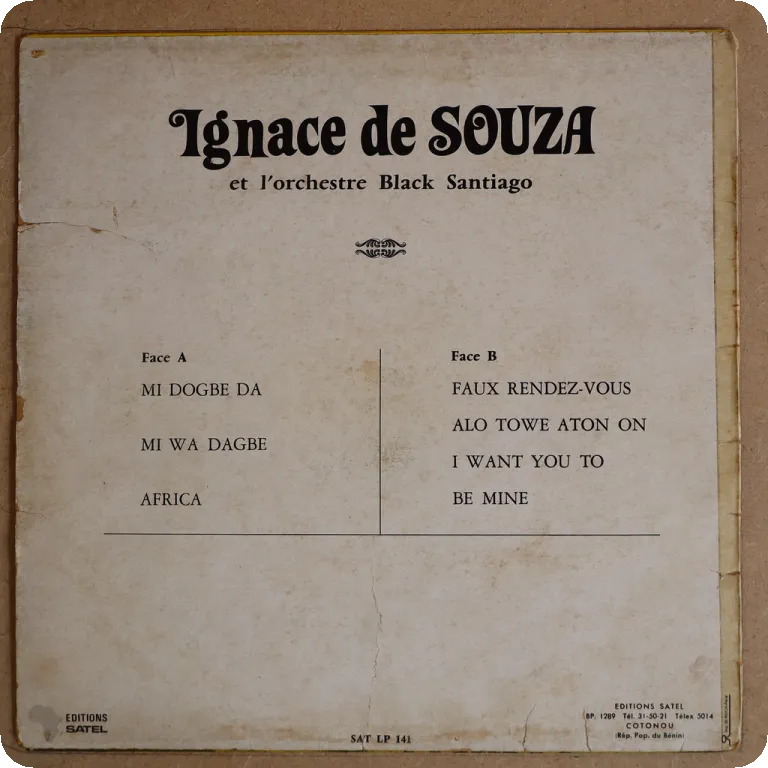 Ignace de SOUZA
et l'orchestre Black Santiago
Face A
MI DOGBE DA
MI WA DAGBE
AFRICA
Face B
FAUX RENDEZ-VOUS
ALO TOWE ATON ON
I WANT YOU TO
BE MINE
EDITIONS
SATEL
SAT LP 141
EDITIONS SATEL
BP. 1289 Tél. 31-50-21 Télex 5014
COTONOU
(Rép. Pop. du Bénin)